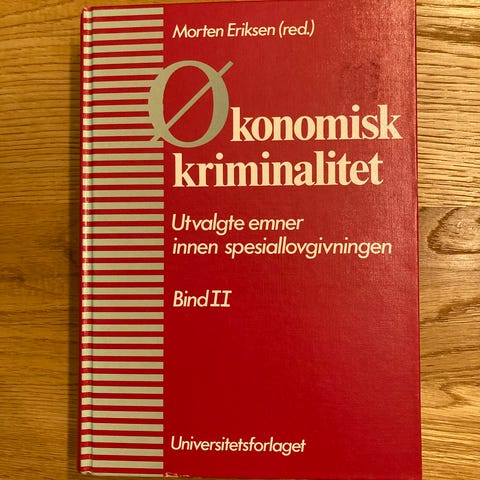 Morten Eriksen (red.)
Økonomisk
kriminalitet
Utvalgte emner
innen spesiallovgivningen
Bind II
Universitetsforlaget